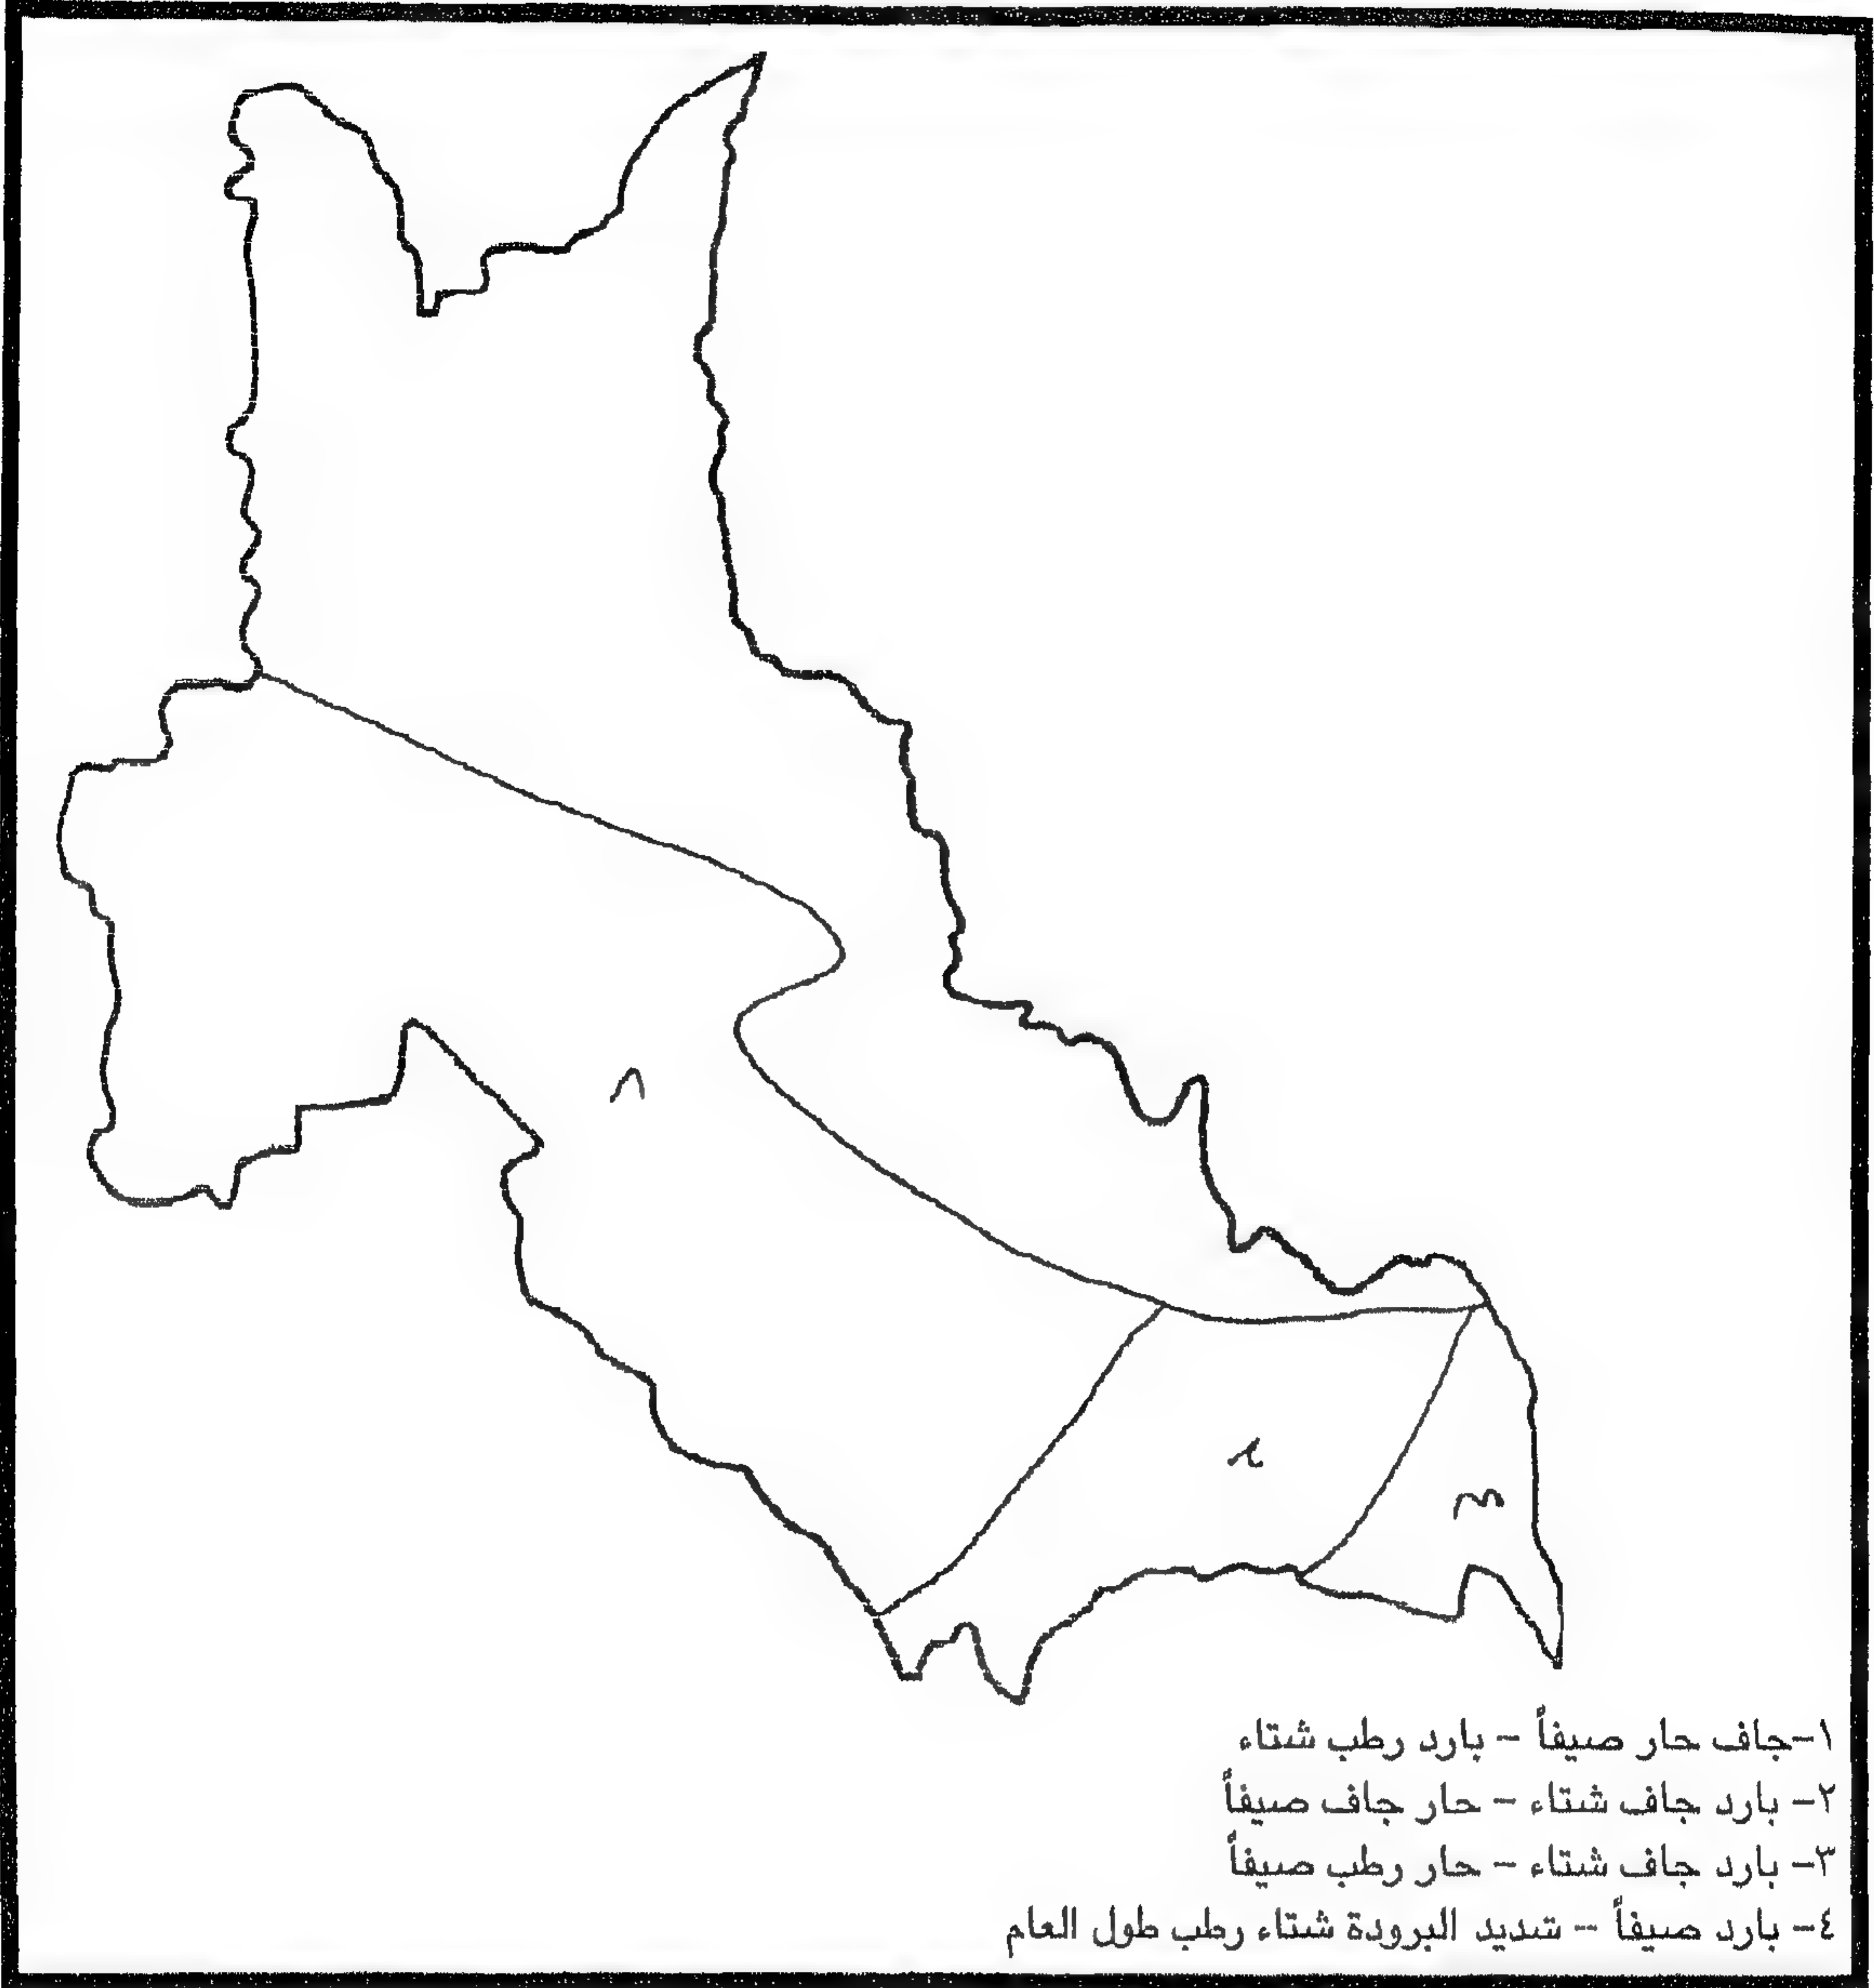 ١-جاف حار صيفاً - بارد رطب شتاء
٢- بارد جاف شتاء - حار جاف صيفاً
٣- بارد جاف شتاء - حار رطب صيفاً
٤- بارد صيفاً -- شديد البرودة شتاء رطب طول العام